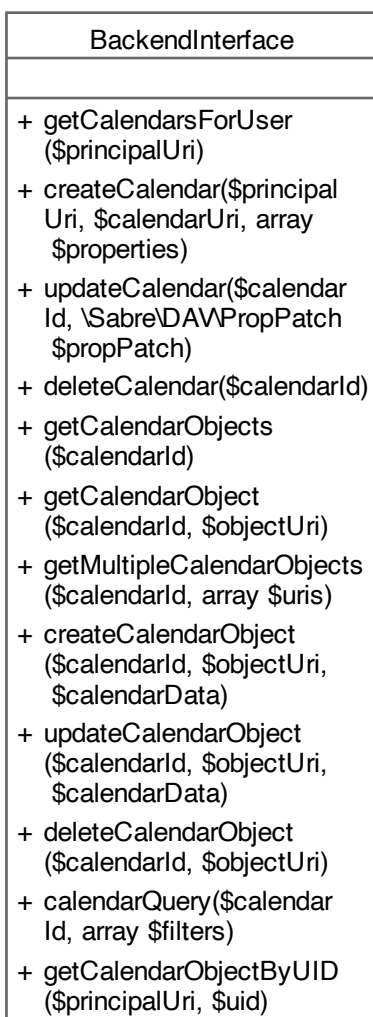 BackendInterface
+ getCalendarsForUser
($principalUri)
+ createCalendar($principal
Uri, $calendarUri, array
$properties)
+ updateCalendar($calendar
Id, \Sabre\DAV\PropPatch
$propPatch)
+ deleteCalendar($calendarId)
+ getCalendarObjects
($calendarId)
+ getCalendarObject
($calendarId, $objectUri)
+ getMultipleCalendarObjects
($calendarId, array $uris)
+ createCalendarObject
($calendarId, $objectUri,
$calendarData)
+ updateCalendarObject
($calendarId, $objectUri,
$calendarData)
+ deleteCalendarObject
($calendarId, $objectUri)
+ calendarQuery($calendar
Id, array $filters)
+ getCalendarObjectByUID
($principalUri, $uid)